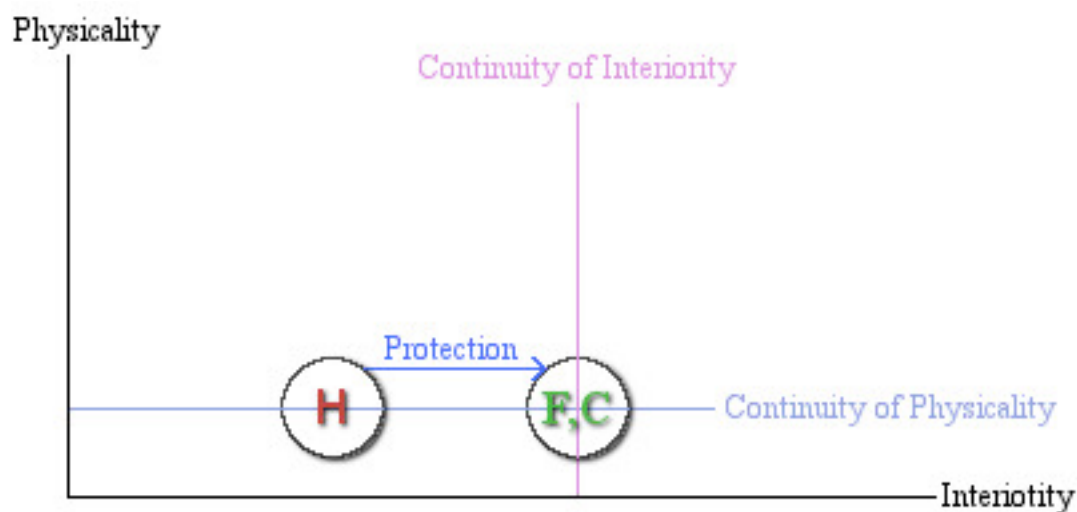 Physicality
Continuity of Interiority
Protection
H
F,C
Continuity of Physicality
Interiotity